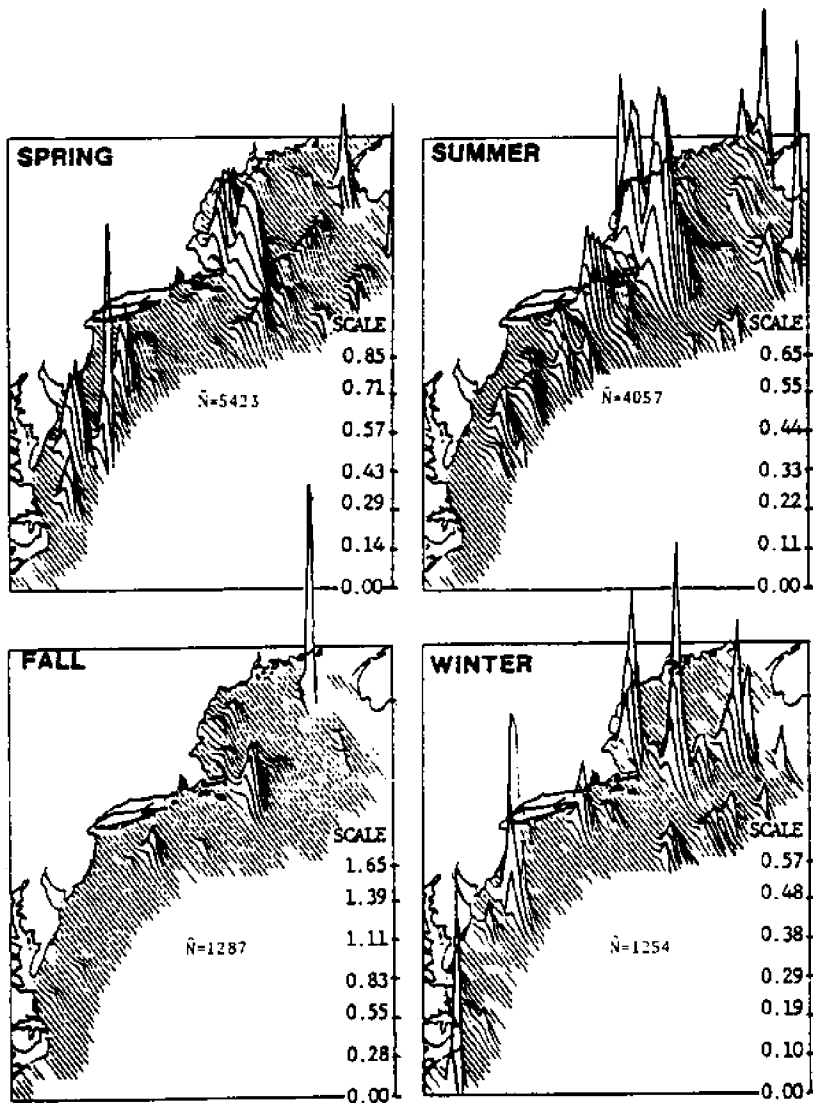 SPRING
SCALE
0.85
0.71
0.57
0.43
0.29
0.14
0.00
N̂=5423
SUMMER
SCALE
0.65
0.55
0.44
0.33
0.22
0.11
0.00
N̂=4057
FALL
SCALE
1.65
1.39
1.11
0.83
0.55
0.28
0.00
N̂=1287
WINTER
SCALE
0.57
0.48
0.38
0.29
0.19
0.10
0.00
N̂=1254